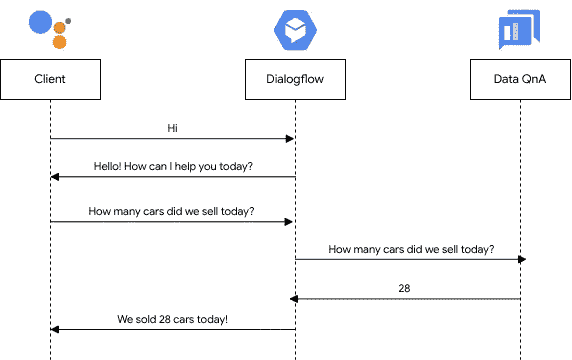 Client
Dialogflow
Data QnA
Hi
Hello! How can I help you today?
How many cars did we sell today?
How many cars did we sell today?
28
We sold 28 cars today!